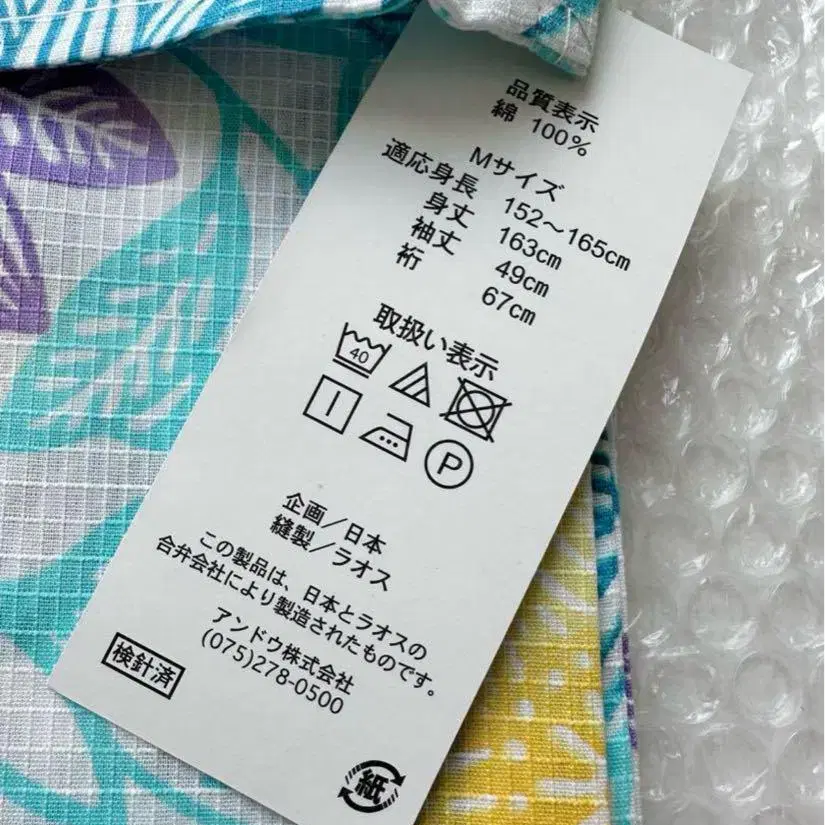 品質表示
綿 100%
Mサイズ
適応身長 152～165cm
身丈 163cm
袖丈 49cm
裄 67cm
取扱い表示
40
P
企画／日本
縫製／ラオス
この製品は、日本とラオスの
合弁会社により製造されたものです。
アンドウ株式会社
(075)278-0500
検針済
紙